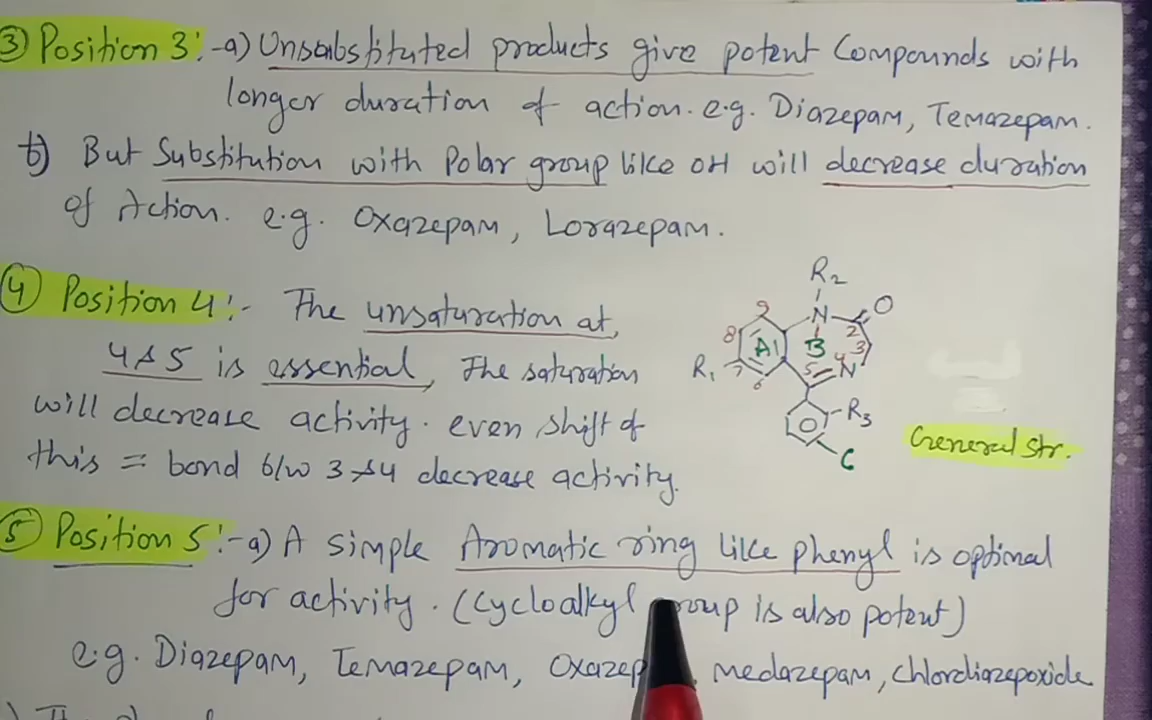 ③ Position 3:- a) Unsubstituted products give potent Compounds with
longer duration of action. e.g. Diazepam, Temazepam.
b) But Substitution with Polar group like OH will decrease duration
of Action. e.g. Oxazepam, Lorazepam.
④ Position 4:- The unsaturation at
4 & 5 is essential, The saturation
will decrease activity. even shift of
this = bond b/w 3 & 4 decrease activity.
R2
N
O
9
8
A
1
B
2
3
4
N
5
R1
7
6
R3
C
General Str.
⑤ Position 5:- a) A simple Aromatic ring like phenyl is optimal
for activity. (Cycloalkyl group is also potent)
e.g. Diazepam, Temazepam, Oxazep medazepam, chlordiazepoxide